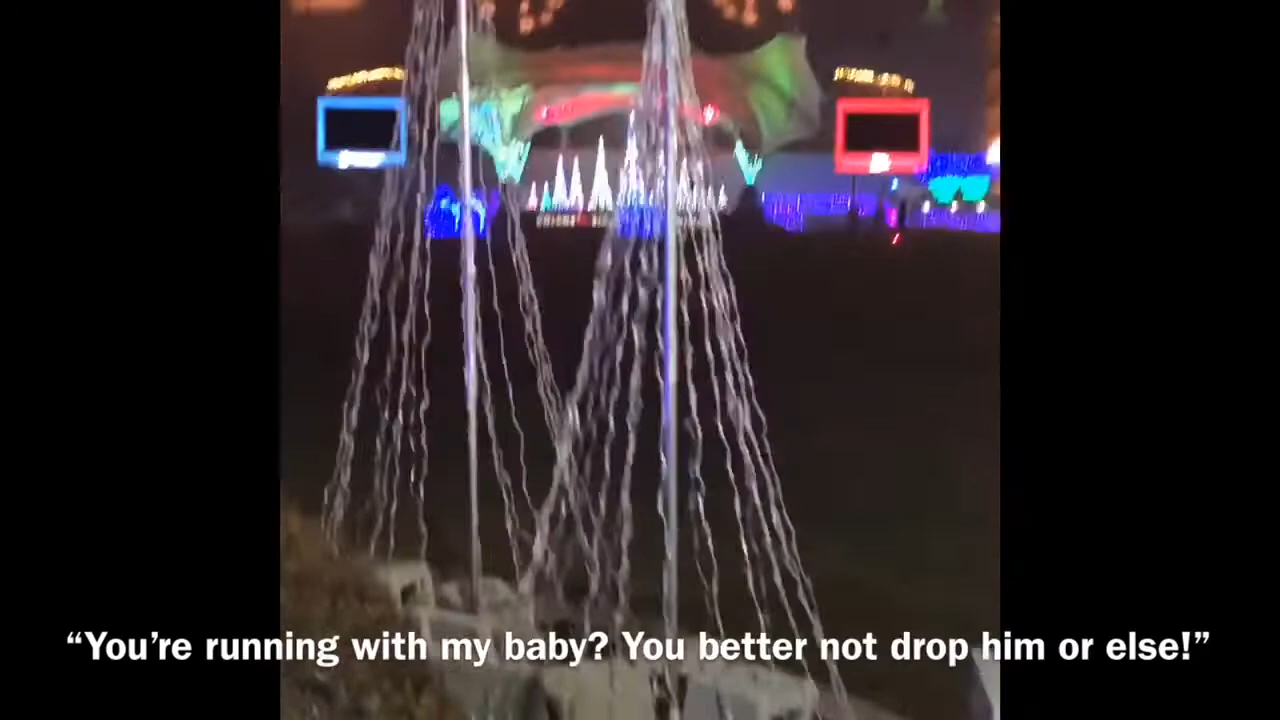 “You’re running with my baby? You better not drop him or else!”